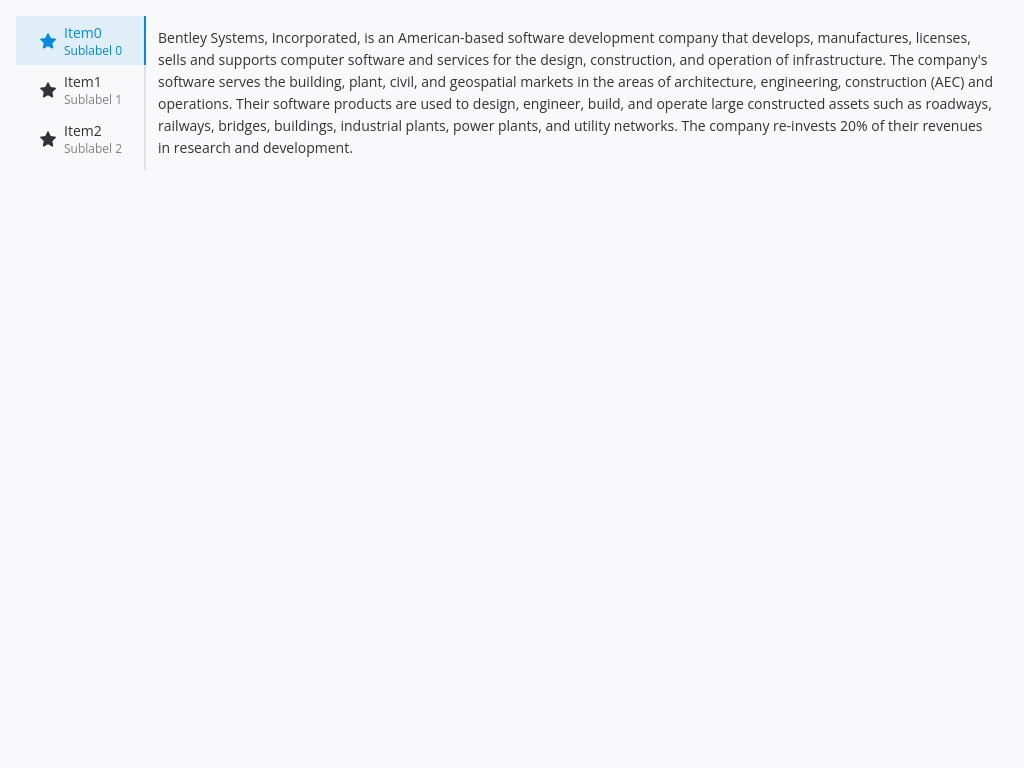 Item0
Sublabel 0
Item1
Sublabel 1
Item2
Sublabel 2
Bentley Systems, Incorporated, is an American-based software development company that develops, manufactures, licenses,
sells and supports computer software and services for the design, construction, and operation of infrastructure. The company's
software serves the building, plant, civil, and geospatial markets in the areas of architecture, engineering, construction (AEC) and
operations. Their software products are used to design, engineer, build, and operate large constructed assets such as roadways,
railways, bridges, buildings, industrial plants, power plants, and utility networks. The company re-invests 20% of their revenues
in research and development.